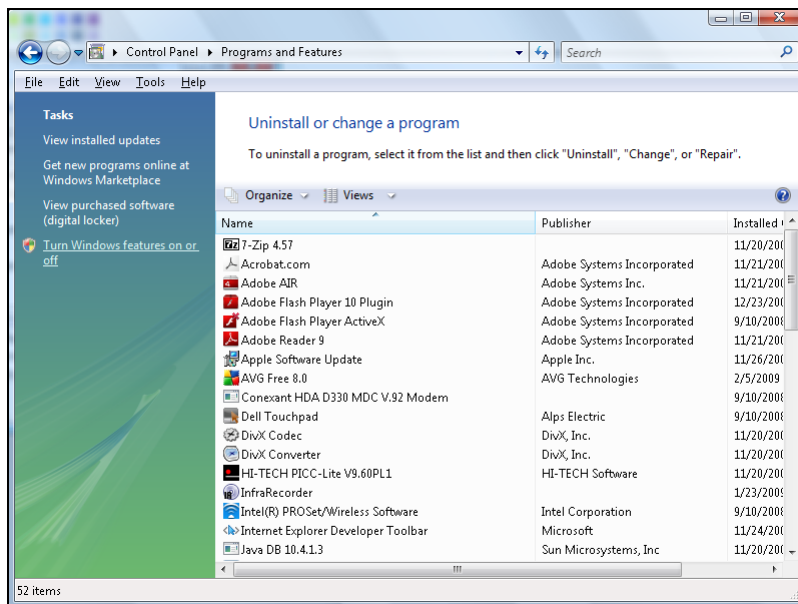 Control Panel Programs and Features Search
File Edit View Tools Help
Tasks
View installed updates
Get new programs online at
Windows Marketplace
View purchased software
(digital locker)
Turn Windows features on or
off
Uninstall or change a program
To uninstall a program, select it from the list and then click "Uninstall", "Change", or "Repair".
Organize Views
Name Publisher Installed
7-Zip 4.57 11/20/200
Acrobat.com Adobe Systems Incorporated 11/21/200
Adobe AIR Adobe Systems Inc. 11/21/200
Adobe Flash Player 10 Plugin Adobe Systems Incorporated 12/23/200
Adobe Flash Player ActiveX Adobe Systems Incorporated 9/10/2008
Adobe Reader 9 Adobe Systems Incorporated 11/21/200
Apple Software Update Apple Inc. 11/26/200
AVG Free 8.0 AVG Technologies 2/5/2009
Conexant HDA D330 MDC V.92 Modem 9/10/2008
Dell Touchpad Alps Electric 9/10/2008
DivX Codec DivX, Inc. 11/20/200
DivX Converter DivX, Inc. 11/20/200
HI-TECH PICC-Lite V9.60PL1 HI-TECH Software 11/20/200
InfraRecorder 1/23/2009
Intel(R) PROSet/Wireless Software Intel Corporation 9/10/2008
Internet Explorer Developer Toolbar Microsoft 11/24/200
Java DB 10.4.1.3 Sun Microsystems, Inc 11/20/200
52 items